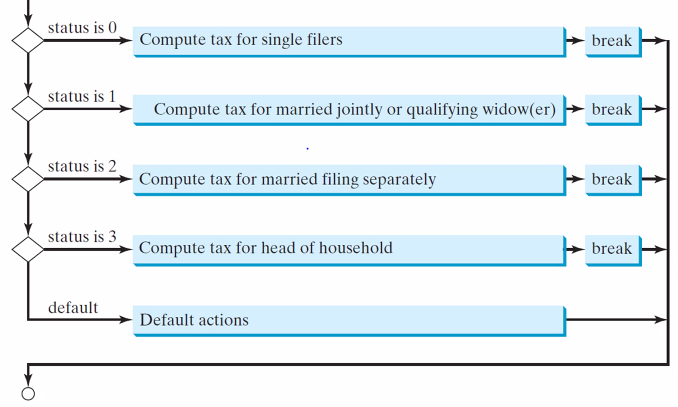 status is 0
Compute tax for single filers
break
status is 1
Compute tax for married jointly or qualifying widow(er)
break
status is 2
Compute tax for married filing separately
break
status is 3
Compute tax for head of household
break
default
Default actions